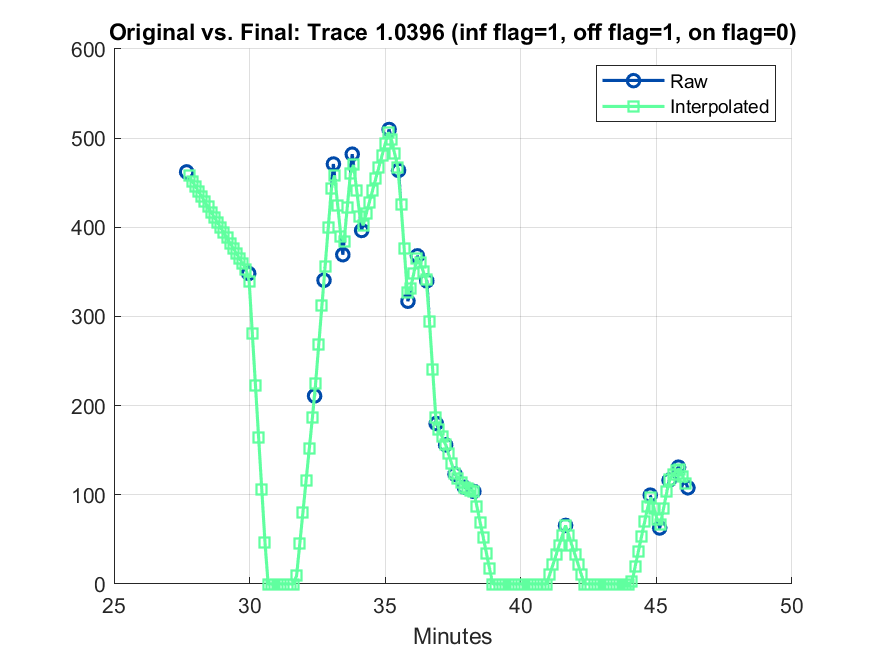 Original vs. Final: Trace 1.0396 (inf flag=1, off flag=1, on flag=0)
600
500
400
300
200
100
0
Raw
Interpolated
25 30 35 40 45 50
Minutes